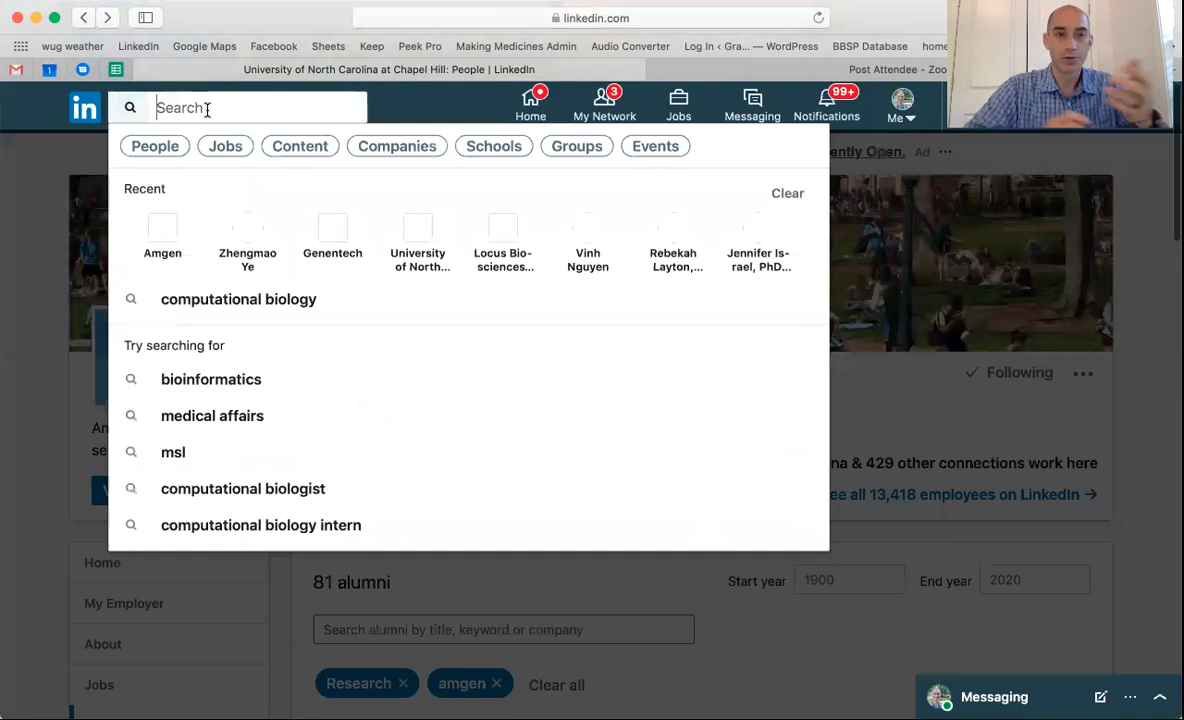 linkedin.com
wug weather LinkedIn Google Maps Facebook Sheets Keep Peek Pro Making Medicines Admin Audio Converter Log In ‹ Gra... — WordPress BBSP Database home
University of North Carolina at Chapel Hill: People | LinkedIn
Post Attendee - Zoo
in
Search
Home
3
My Network
Jobs
Messaging
99+
Notifications
Me
People
Jobs
Content
Companies
Schools
Groups
Events
ently Open. Ad ···
Recent
Clear
Amgen
Zhengmao
Ye
Genentech
University
of North...
Locus Bio-
sciences...
Vinh
Nguyen
Rebekah
Layton,...
Jennifer Is-
rael, PhD...
computational biology
Try searching for
bioinformatics
medical affairs
msl
computational biologist
computational biology intern
Following
An
se
na & 429 other connections work here
ee all 13,418 employees on LinkedIn →
Home
My Employer
About
Jobs
81 alumni
Start year 1900 End year 2020
Search alumni by title, keyword or company
Research ×
amgen ×
Clear all
Messaging